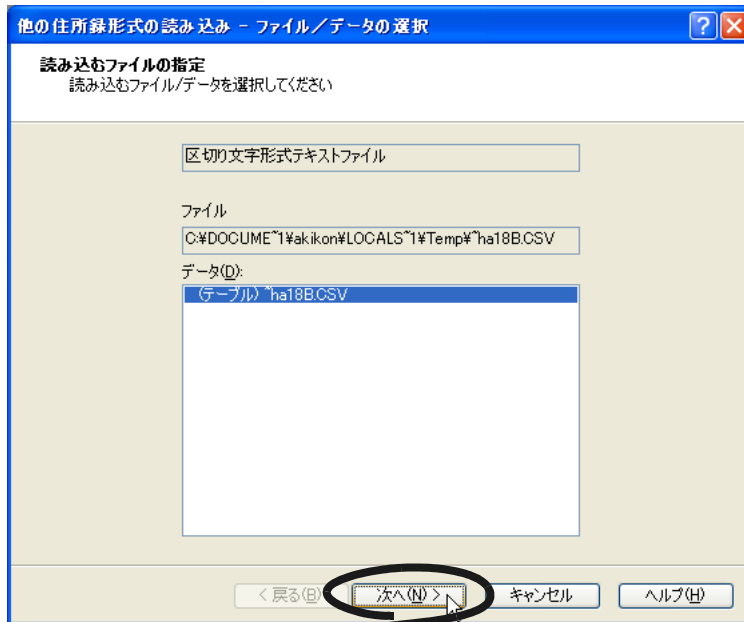 他の住所録形式の読み込み － ファイル／データの選択
読み込むファイルの指定
読み込むファイル/データを選択してください
区切り文字形式テキストファイル
ファイル
C:¥DOCUME~1¥akikon¥LOCALS~1¥Temp¥~ha18B.CSV
データ(D):
(テーブル) ~ha18B.CSV
< 戻る(B) 次へ(N) > キャンセル ヘルプ(H)